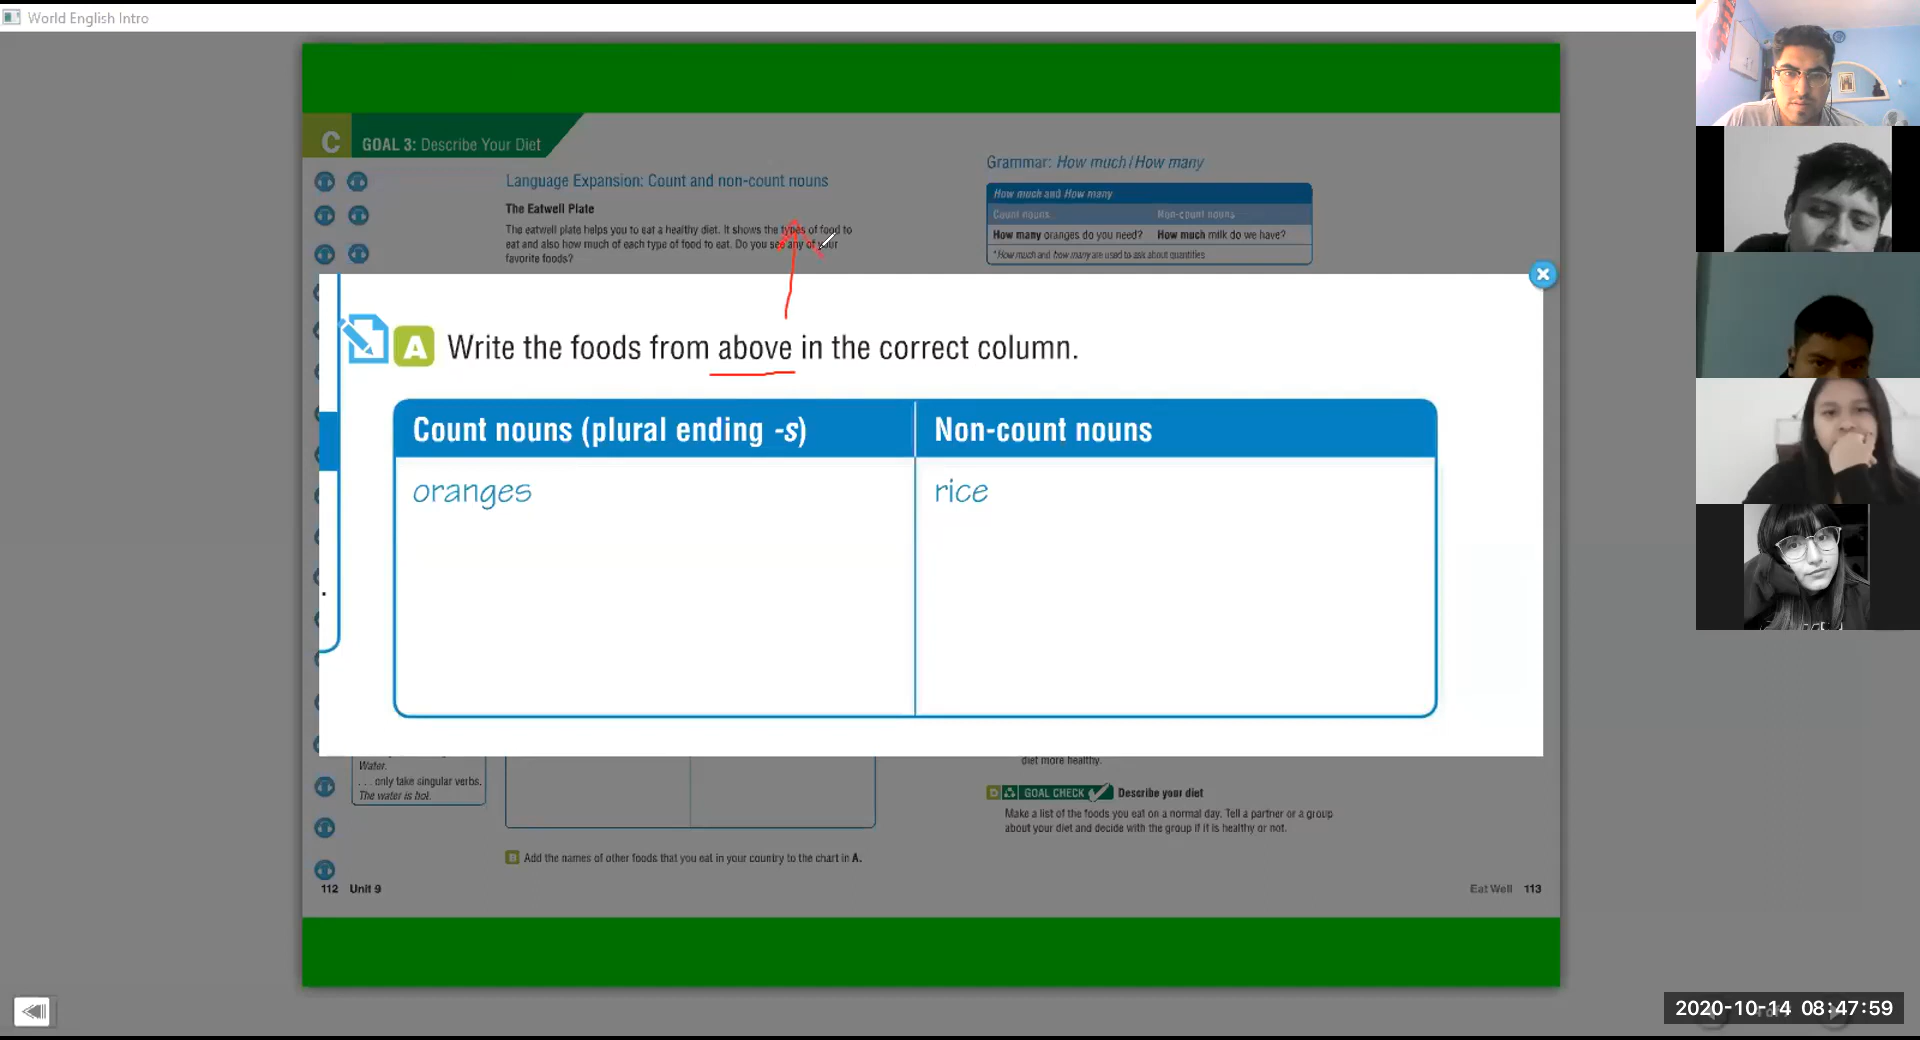 World English Intro
C GOAL 3: Describe Your Diet
Language Expansion: Count and non-count nouns
The Eatwell Plate
The eatwell plate helps you to eat a healthy diet. It shows the types of food to
eat and also how much of each type of food to eat. Do you see any of your
favorite foods?
Grammar: How much/How many
How much and How many
Count nouns Non-count nouns
How many oranges do you need? How much milk do we have?
*How much and how many are used to ask about quantities
A Write the foods from above in the correct column.
Count nouns (plural ending -s) Non-count nouns
oranges rice
.
Water.
. . . only take singular verbs.
The water is hot.
B Add the names of other foods that you eat in your country to the chart in A.
112 Unit 9
diet more healthy.
D GOAL CHECK Describe your diet
Make a list of the foods you eat on a normal day. Tell a partner or a group
about your diet and decide with the group if it is healthy or not.
Eat Well 113
2020-10-14 08:47:59